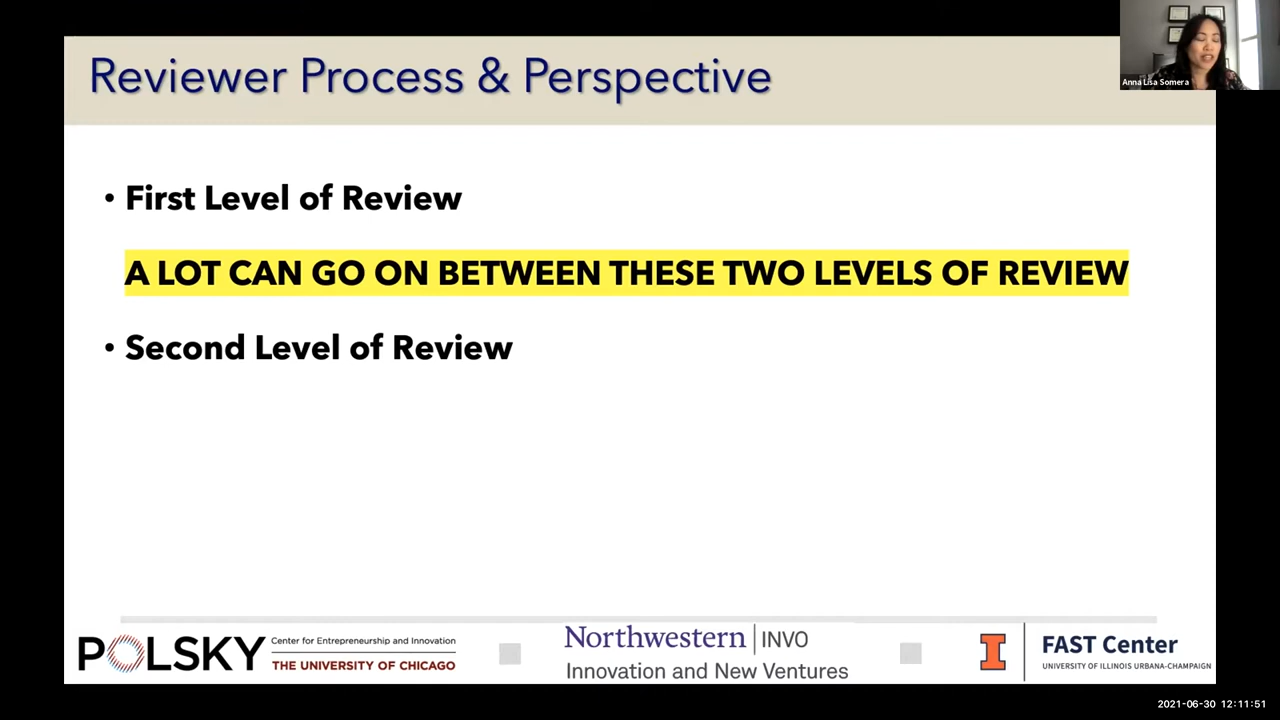 Reviewer Process & Perspective
Anna Lisa Somera
• First Level of Review
A LOT CAN GO ON BETWEEN THESE TWO LEVELS OF REVIEW
• Second Level of Review
POLSKY
Center for Entrepreneurship and Innovation
THE UNIVERSITY OF CHICAGO
Northwestern | INVO
Innovation and New Ventures
I
FAST Center
UNIVERSITY OF ILLINOIS URBANA-CHAMPAIGN
2021-06-30 12:11:51